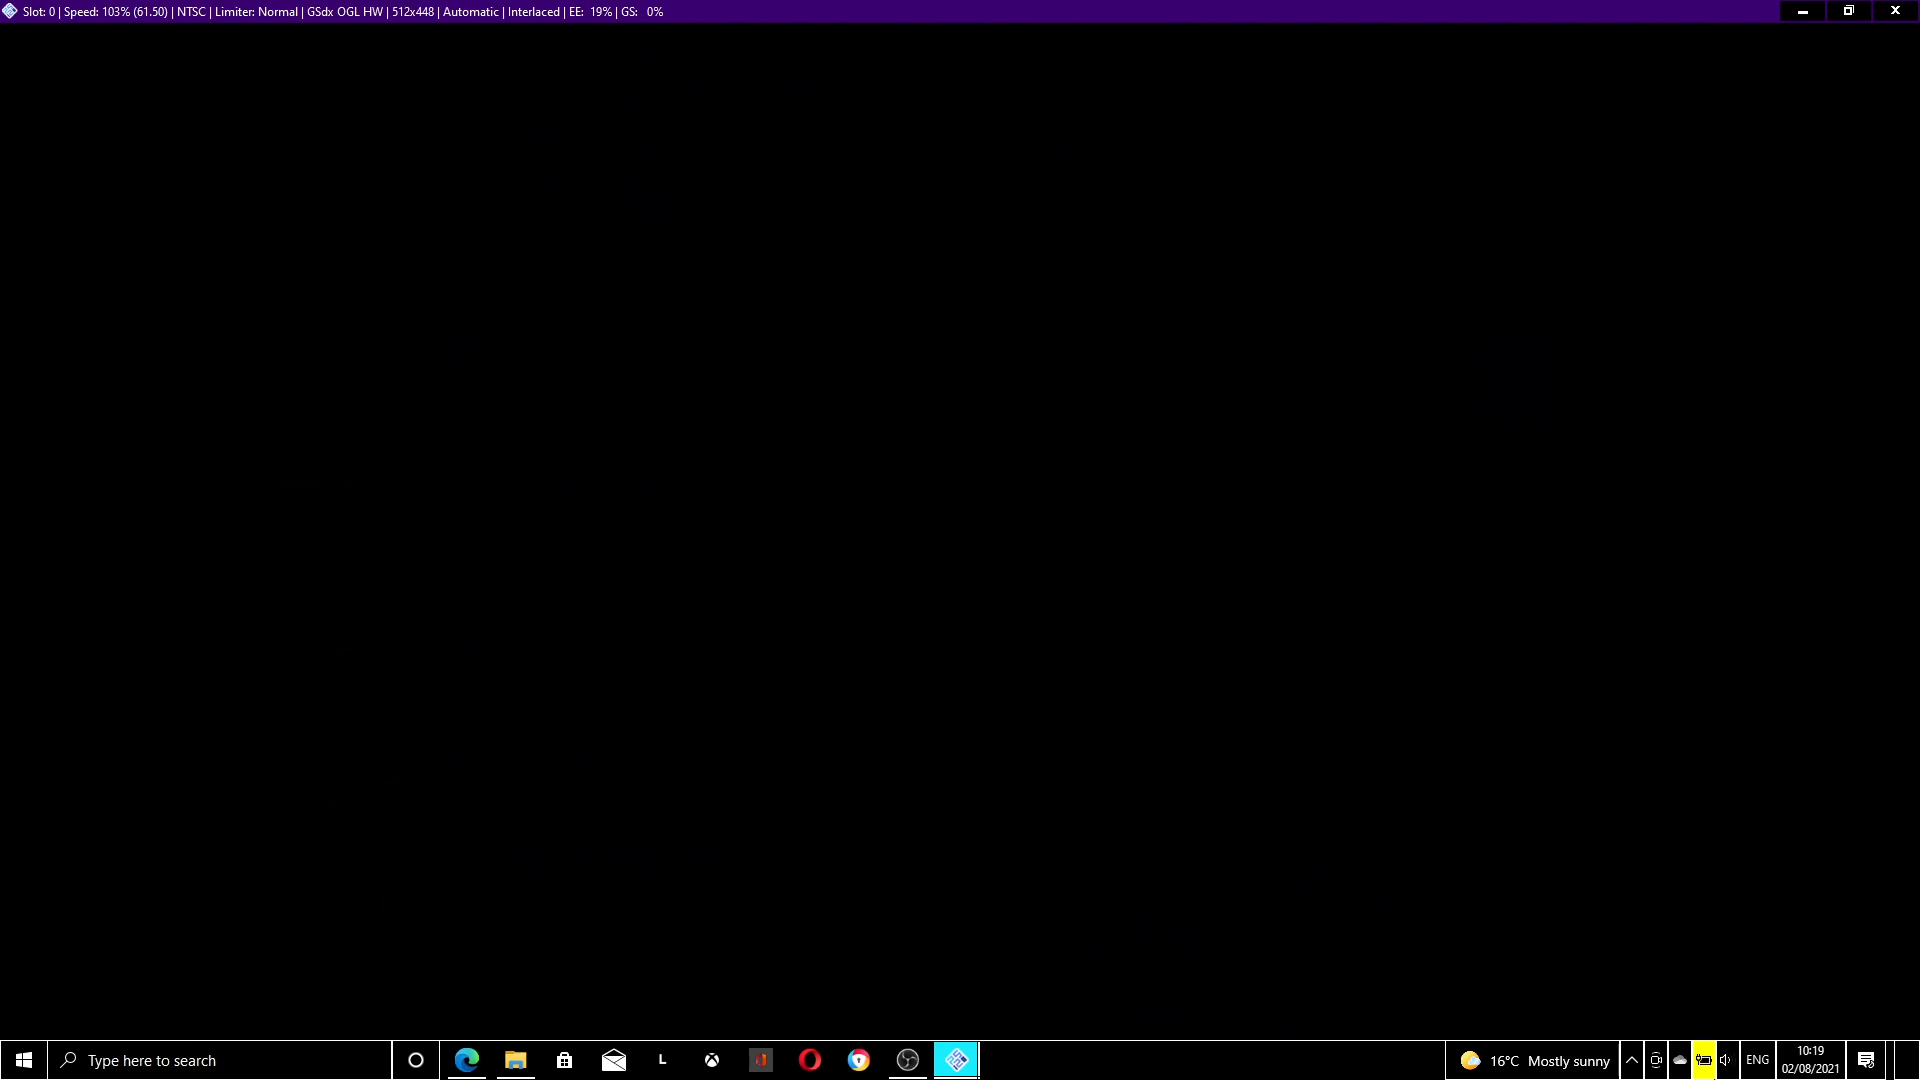 Slot: 0 | Speed: 103% (61.50) | NTSC | Limiter: Normal | GSdx OGL HW | 512x448 | Automatic | Interlaced | EE: 19% | GS: 0%
Type here to search
L
16°C Mostly sunny
ENG
10:19
02/08/2021